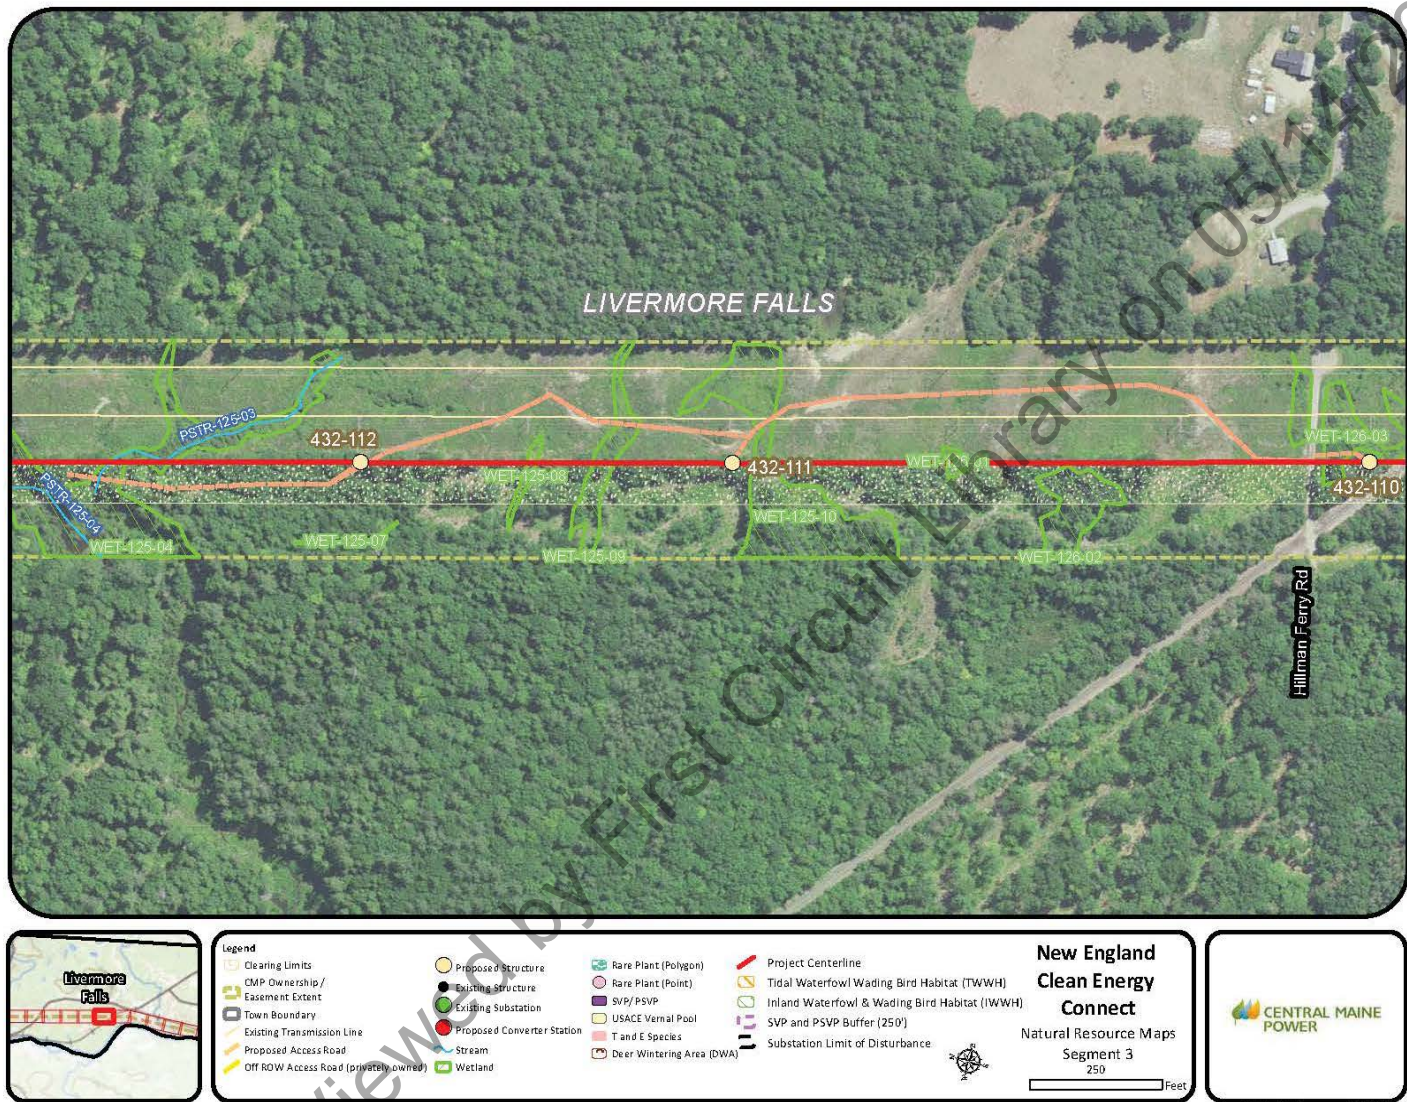 LIVERMORE FALLS
PSTR-125-03
432-112
WET-126-03
WET-125-08
432-111
432-110
PSTR-125-04
WET-125-10
WET-125-04
WET-125-07
WET-125-09
WET-126-02
Hillman Ferry Rd
Viewed by First Circuit Library on 05/14/
Livermore
Falls
Legend
Clearing Limits
CMP Ownership /
Easement Extent
Town Boundary
Existing Transmission Line
Proposed Access Road
Off ROW Access Road (privately owned)
Proposed Structure
Existing Structure
Existing Substation
Proposed Converter Station
Stream
Wetland
Rare Plant (Polygon)
Rare Plant (Point)
SVP/ PSVP
USACE Vernal Pool
T and E Species
Deer Wintering Area (DWA)
Project Centerline
Tidal Waterfowl Wading Bird Habitat (TWWH)
Inland Waterfowl & Wading Bird Habitat (IWWH)
SVP and PSVP Buffer (250')
Substation Limit of Disturbance
New England
Clean Energy
Connect
Natural Resource Maps
Segment 3
250
Feet
CENTRAL MAINE
POWER